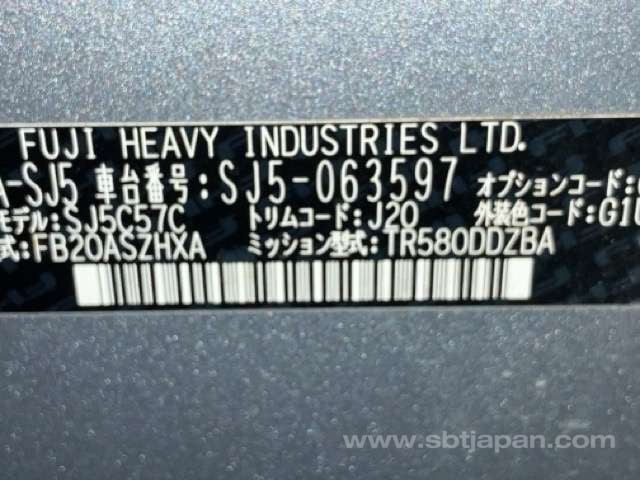 FUJI HEAVY INDUSTRIES LTD.
A-SJ5 車台番号:SJ5-063597 オプションコード:
モデル:SJ5C57C トリムコード:J20 外装色コード:G1
式:FB20ASZHXA ミッション型式:TR580DDZBA
www.sbtjapan.com